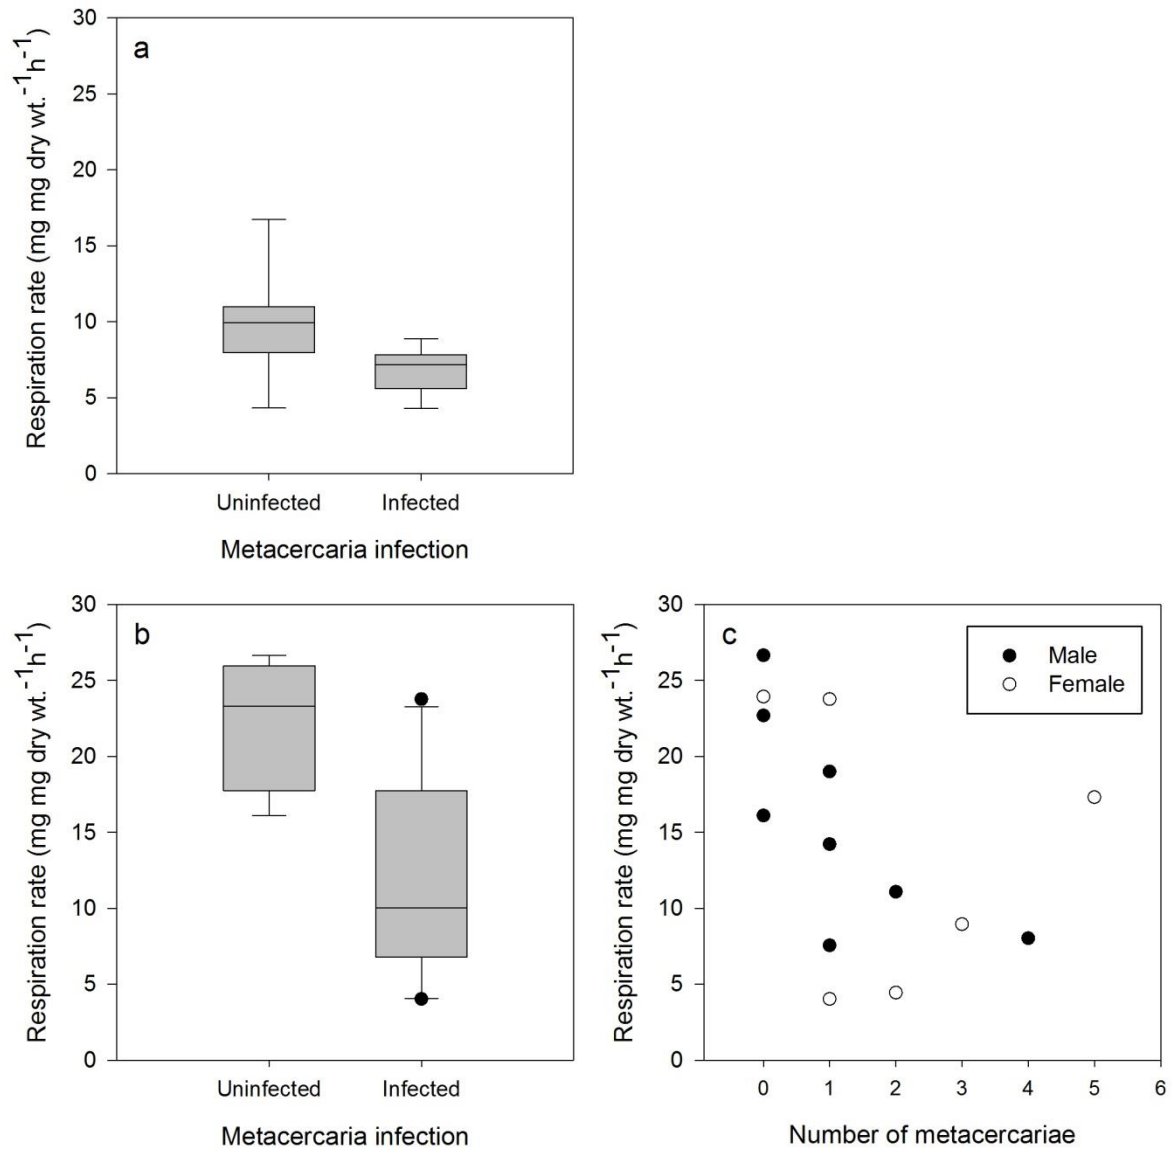 a
Respiration rate (mg mg dry wt.-1h-1)
30
25
20
15
10
5
0
Uninfected Infected
Metacercaria infection
b
Respiration rate (mg mg dry wt.-1h-1)
30
25
20
15
10
5
0
Uninfected Infected
Metacercaria infection
c
Male
Female
Respiration rate (mg mg dry wt.-1h-1)
30
25
20
15
10
5
0
0 1 2 3 4 5 6
Number of metacercariae